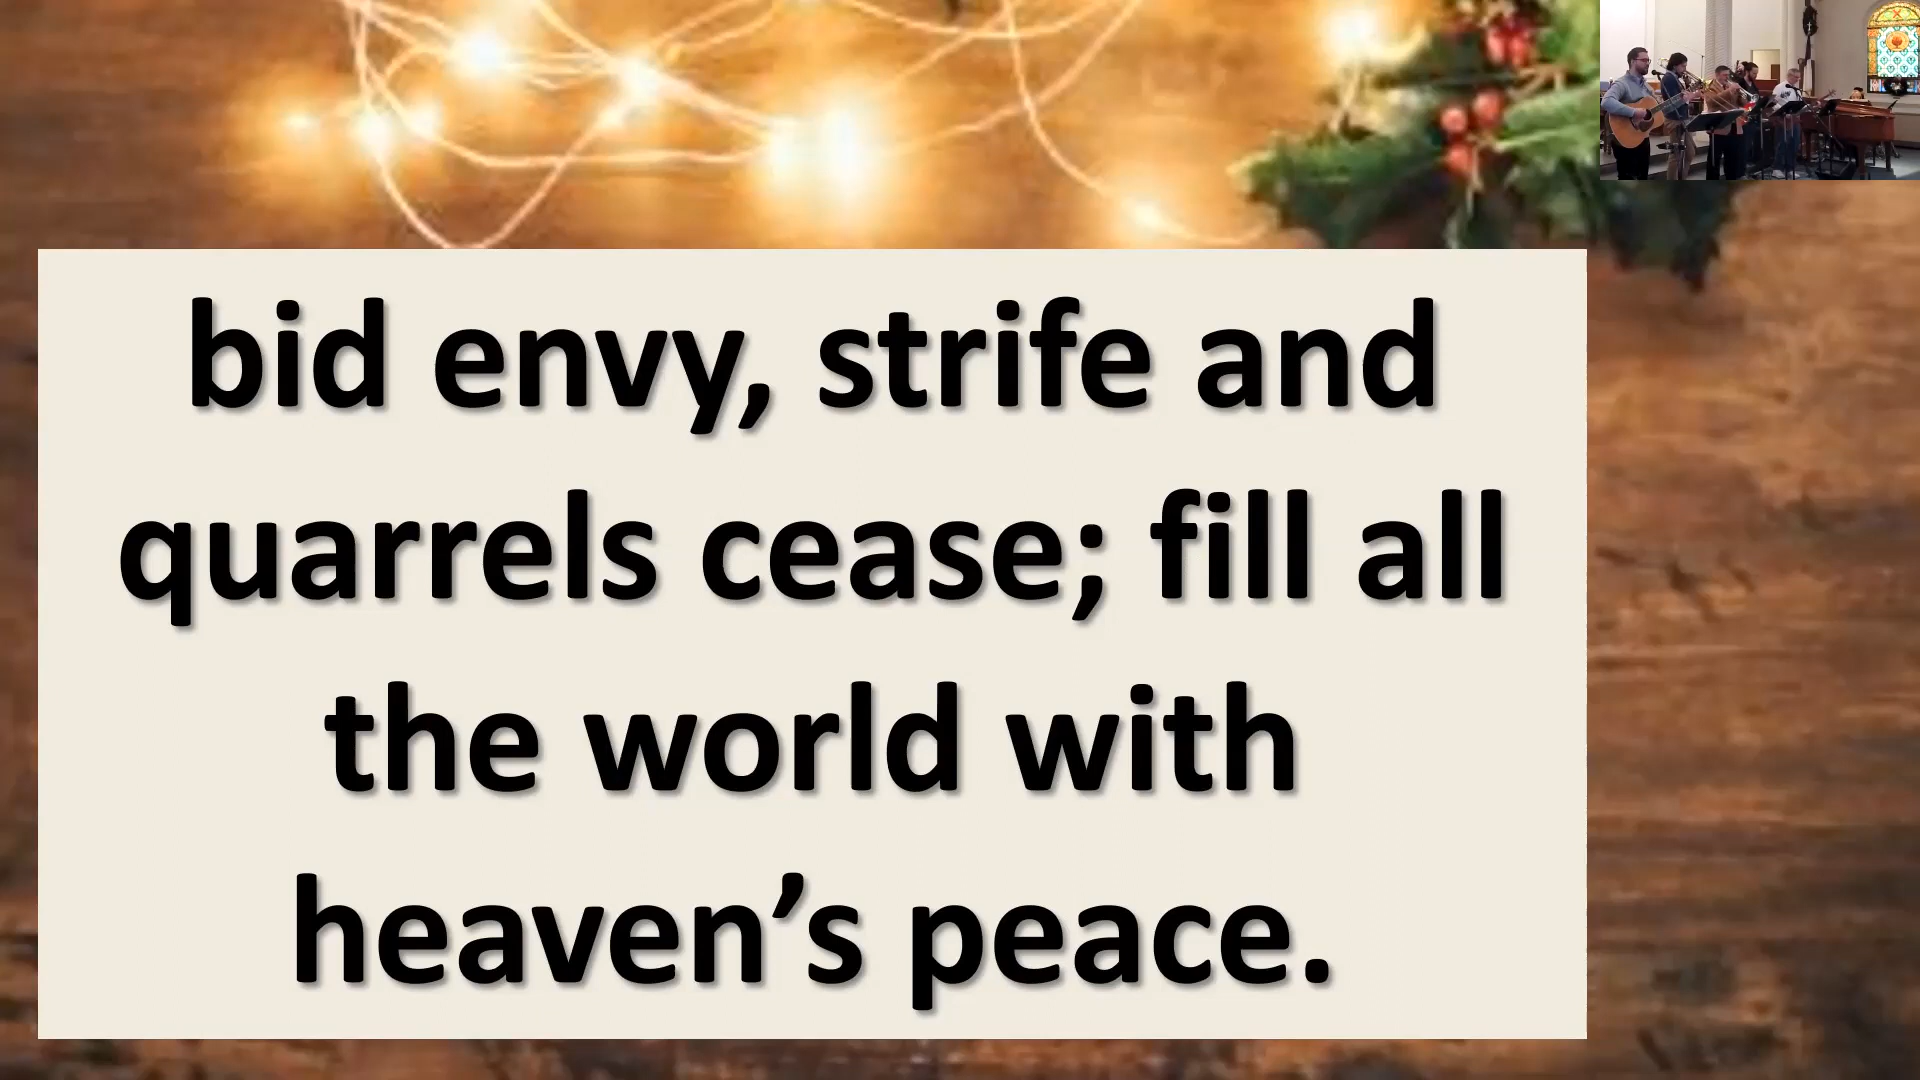 bid envy, strife and
quarrels cease; fill all
the world with
heaven’s peace.